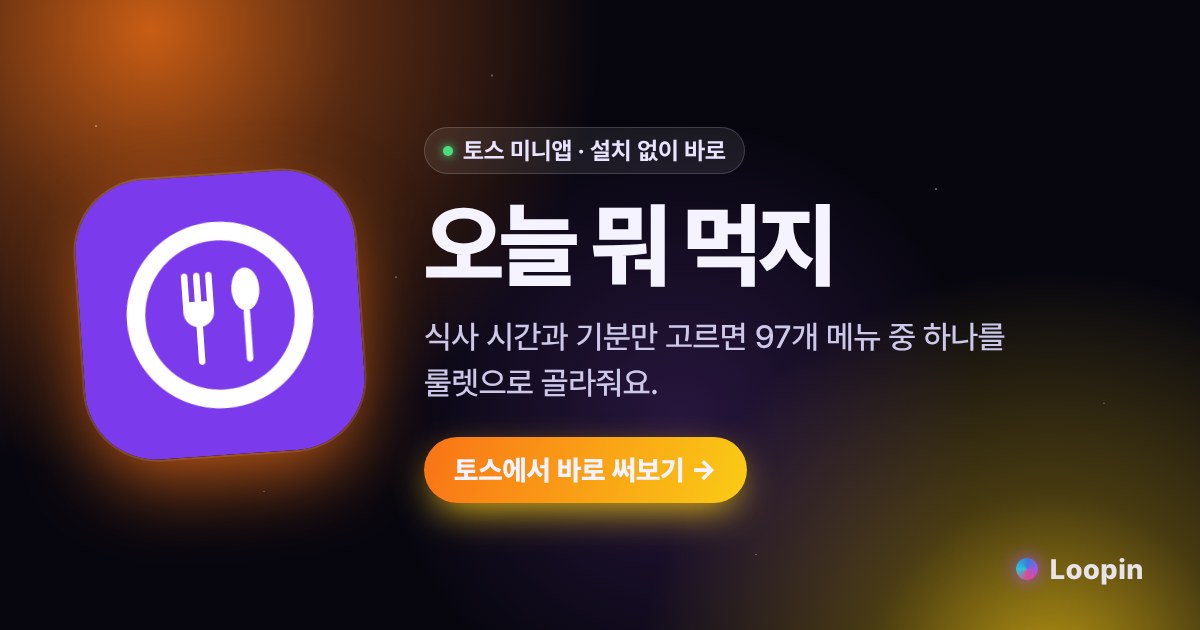 토스 미니앱 · 설치 없이 바로
오늘 뭐 먹지
식사 시간과 기분만 고르면 97개 메뉴 중 하나를
룰렛으로 골라줘요.
토스에서 바로 써보기 →
Loopin